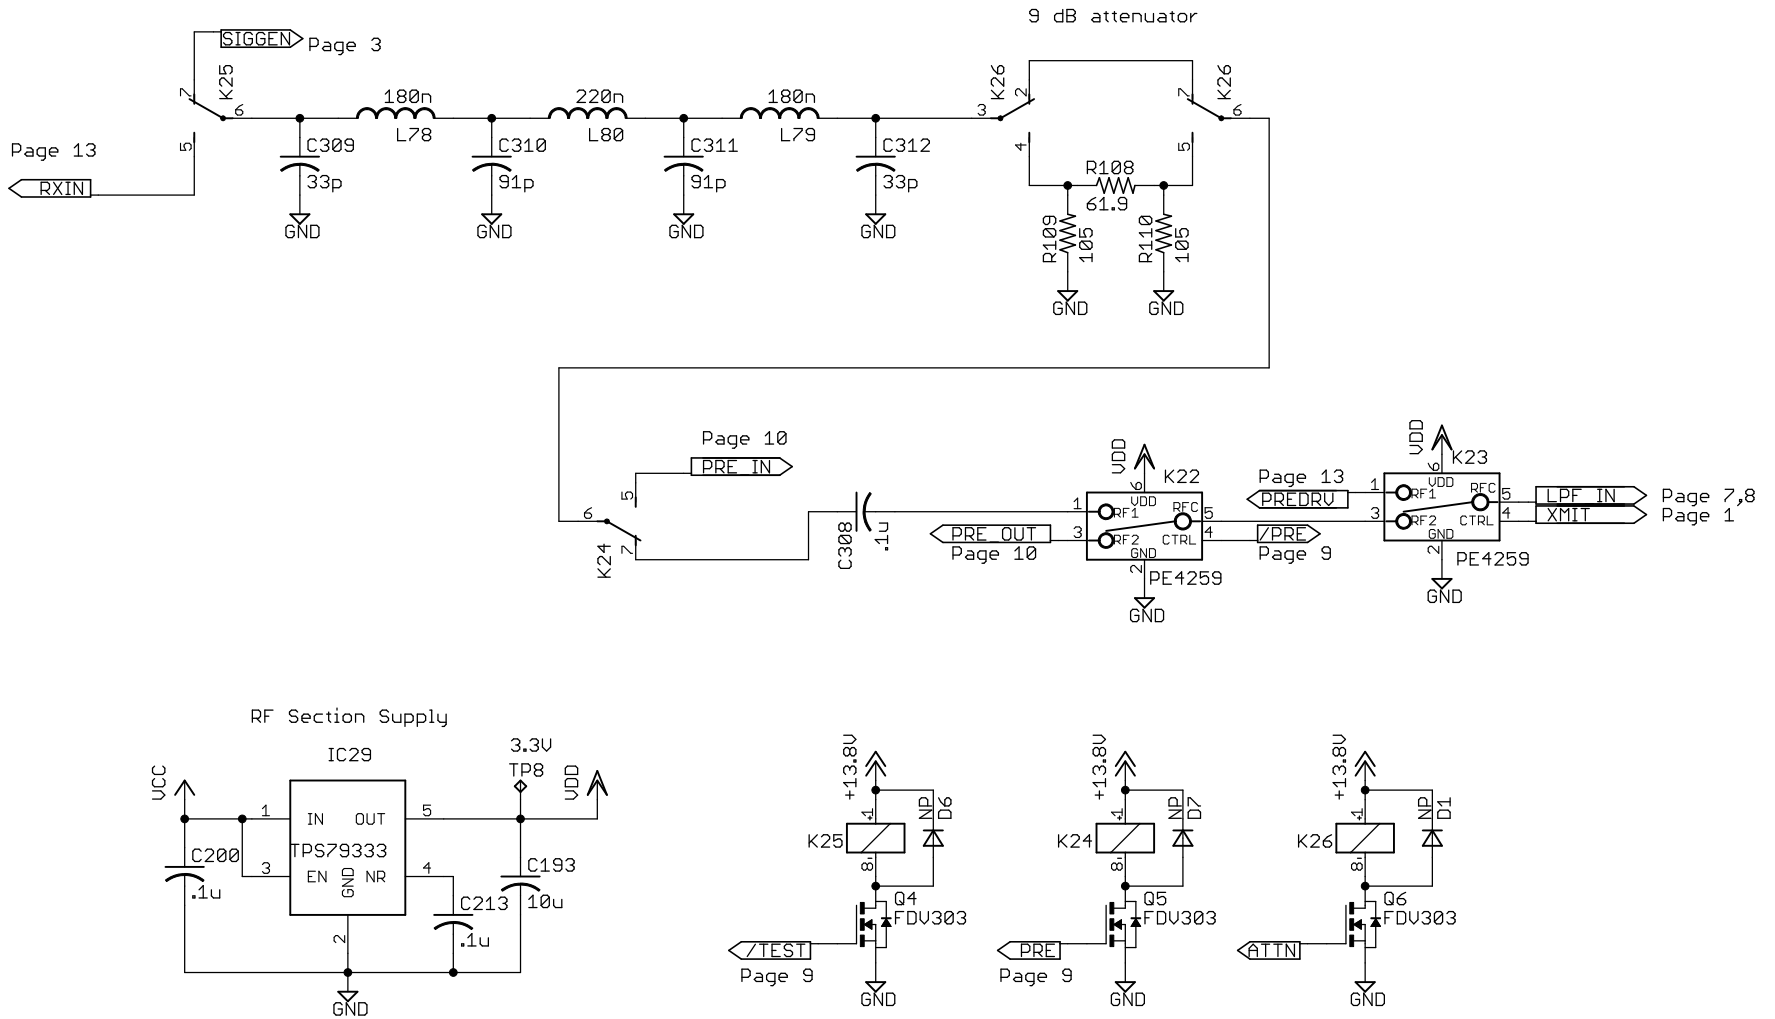 9 dB attenuator
SIGGEN Page 3
7 K25 6 180n 220n 180n 3 K26 2 7 K26 6
L78 L80 L79
5 C309 C310 C311 C312 4 5
Page 13
33p 91p 91p 33p
RXIN
R108
61.9
GND GND GND GND
R109 105 R110 105
GND GND
Page 10
PRE_IN
5
6
7
K24
C308
.1u
PRE_OUT
Page 10
VDD
K22
6
VDD
1 RF1 RFC 5
3 RF2 CTRL 4
GND
2
PE4259
GND
/PRE
Page 9
Page 13
PREDRV
VDD
K23
6
VDD
1 RF1 RFC 5
3 RF2 CTRL 4
GND
2
PE4259
GND
LPF_IN Page 7,8
XMIT Page 1
RF Section Supply
IC29
VCC
3.3V
TP8
VDD
1 IN OUT 5
TPS79333
3 EN GND NR 4
2
C200
.1u
C193
10u
C213
.1u
GND
+13.8V
1
K25
8
NP
D6
Q4
FDV303
/TEST
Page 9
GND
+13.8V
1
K24
8
NP
D7
Q5
FDV303
PRE
Page 9
GND
+13.8V
1
K26
8
NP
D1
Q6
FDV303
ATTN
GND